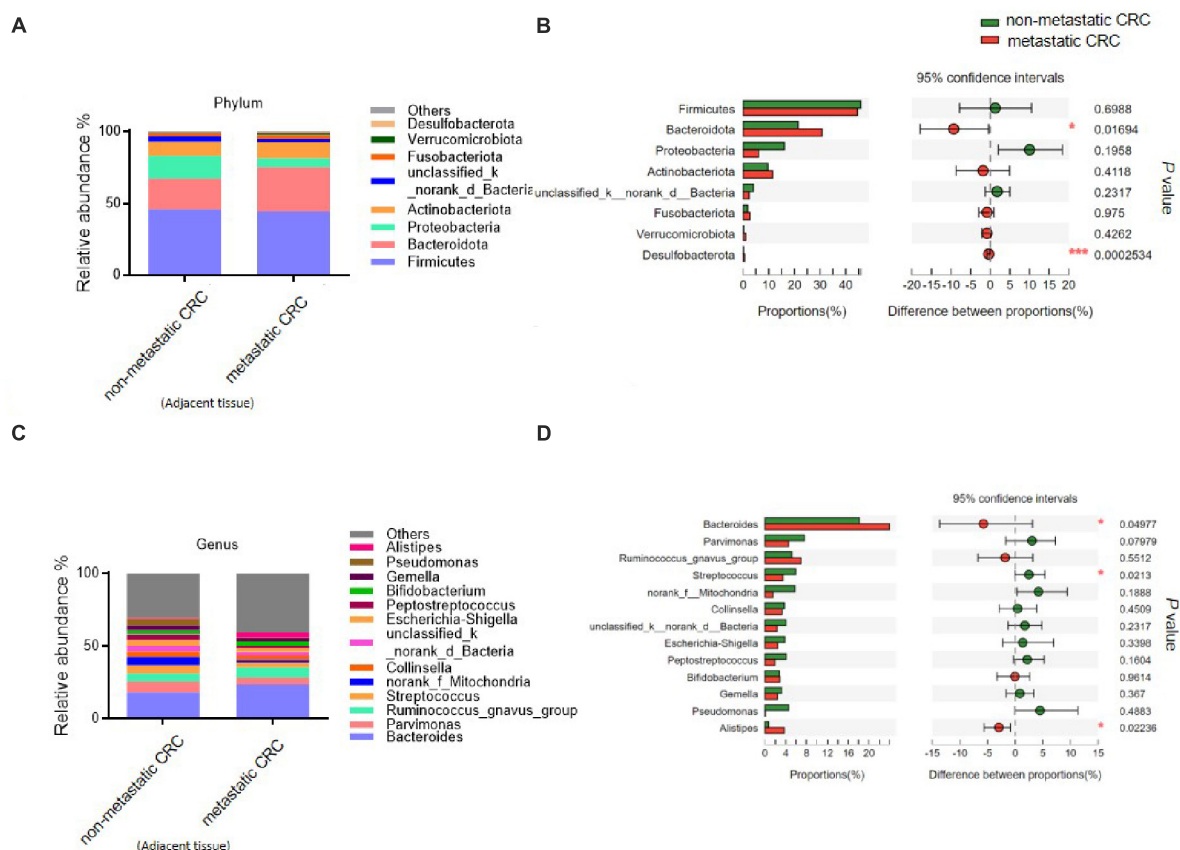 A
Phylum
Relative abundance %
100
50
0
non-metastatic CRC
metastatic CRC
(Adjacent tissue)
Others
Desulfobacterota
Verrucomicrobiota
Fusobacteriota
unclassified_k
_norank_d_Bacteria
Actinobacteriota
Proteobacteria
Bacteroidota
Firmicutes
B
non-metastatic CRC
metastatic CRC
95% confidence intervals
Firmicutes
0.6988
Bacteroidota
* 0.01694
Proteobacteria
0.1958
Actinobacteriota
0.4118
unclassified_k__norank_d__Bacteria
0.2317
Fusobacteriota
0.975
Verrucomicrobiota
0.4262
Desulfobacterota
*** 0.0002534
P value
0 10 20 30 40
Proportions(%)
-20 -15 -10 -5 0 5 10 15 20
Difference between proportions(%)
C
Genus
Relative abundance %
100
50
0
non-metastatic CRC
metastatic CRC
(Adjacent tissue)
Others
Alistipes
Pseudomonas
Gemella
Bifidobacterium
Peptostreptococcus
Escherichia-Shigella
unclassified_k
_norank_d_Bacteria
Collinsella
norank_f_Mitochondria
Streptococcus
Ruminococcus_gnavus_group
Parvimonas
Bacteroides
D
95% confidence intervals
Bacteroides
* 0.04977
Parvimonas
0.07979
Ruminococcus_gnavus_group
0.5512
Streptococcus
* 0.0213
norank_f__Mitochondria
0.1888
Collinsella
0.4509
unclassified_k__norank_d__Bacteria
0.2317
Escherichia-Shigella
0.3398
Peptostreptococcus
0.1604
Bifidobacterium
0.9614
Gemella
0.367
Pseudomonas
0.4883
Alistipes
* 0.02236
P value
0 4 8 12 16 20
Proportions(%)
-15 -10 -5 0 5 10 15
Difference between proportions(%)